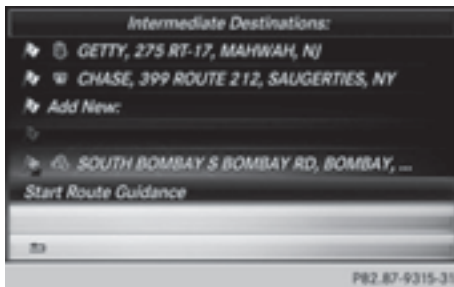 Intermediate Destinations:
GETTY, 275 RT-17, MAHWAH, NJ
CHASE, 399 ROUTE 212, SAUGERTIES, NY
Add New:
SOUTH BOMBAY S BOMBAY RD, BOMBAY, ...
Start Route Guidance
P82.87-9315-31